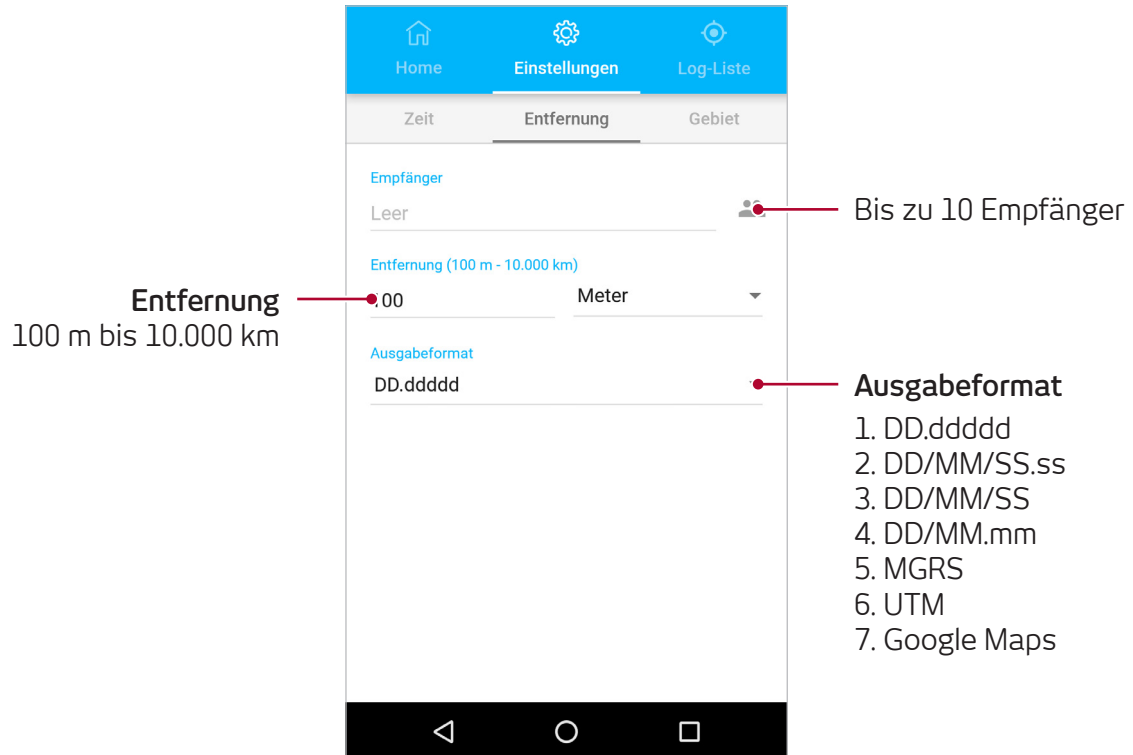 Home Einstellungen Log-Liste
Zeit Entfernung Gebiet
Empfänger
Leer
Bis zu 10 Empfänger
Entfernung (100 m - 10.000 km)
00 Meter
Entfernung
100 m bis 10.000 km
Ausgabeformat
DD.ddddd
Ausgabeformat
1. DD.ddddd
2. DD/MM/SS.ss
3. DD/MM/SS
4. DD/MM.mm
5. MGRS
6. UTM
7. Google Maps